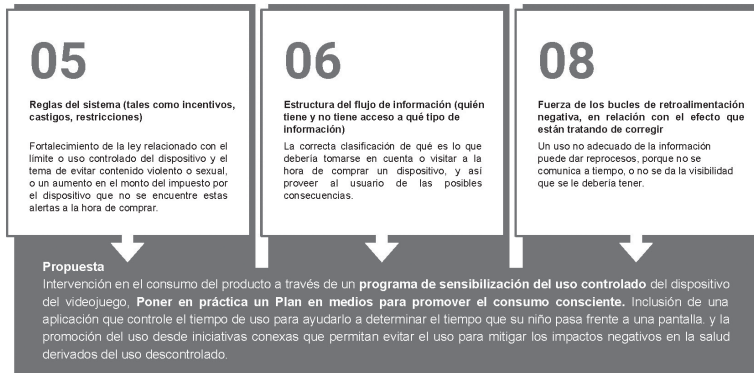 05
Reglas del sistema (tales como incentivos,
castigos, restricciones)
Fortalecimiento de la ley relacionado con el
límite o uso controlado del dispositivo y el
tema de evitar contenido violento o sexual,
o un aumento en el monto del impuesto por
el dispositivo que no se encuentre estas
alertas a la hora de comprar.
06
Estructura del flujo de información (quién
tiene y no tiene acceso a qué tipo de
información)
La correcta clasificación de qué es lo que
debería tomarse en cuenta o visitar a la
hora de comprar un dispositivo, y así
proveer al usuario de las posibles
consecuencias.
08
Fuerza de los bucles de retroalimentación
negativa, en relación con el efecto que
están tratando de corregir
Un uso no adecuado de la información
puede dar reprocesos, porque no se
comunica a tiempo, o no se da la visibilidad
que se le debería tener.
Propuesta
Intervención en el consumo del producto a través de un programa de sensibilización del uso controlado del dispositivo
del videojuego, Poner en práctica un Plan en medios para promover el consumo consciente. Inclusión de una
aplicación que controle el tiempo de uso para ayudarlo a determinar el tiempo que su niño pasa frente a una pantalla. y la
promoción del uso desde iniciativas conexas que permitan evitar el uso para mitigar los impactos negativos en la salud
derivados del uso descontrolado.